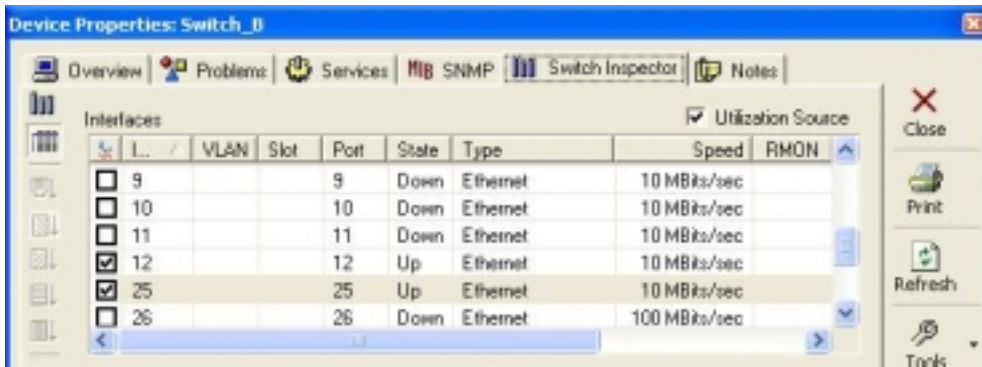 Device Properties: Switch_B
Overview Problems Services MIB SNMP Switch Inspector Notes
Interfaces Utilization Source
I... VLAN Slot Port State Type Speed RMON
9 9 Down Ethernet 10 MBits/sec
10 10 Down Ethernet 10 MBits/sec
11 11 Down Ethernet 10 MBits/sec
12 12 Up Ethernet 10 MBits/sec
25 25 Up Ethernet 10 MBits/sec
26 26 Down Ethernet 100 MBits/sec
Close
Print
Refresh
Tools